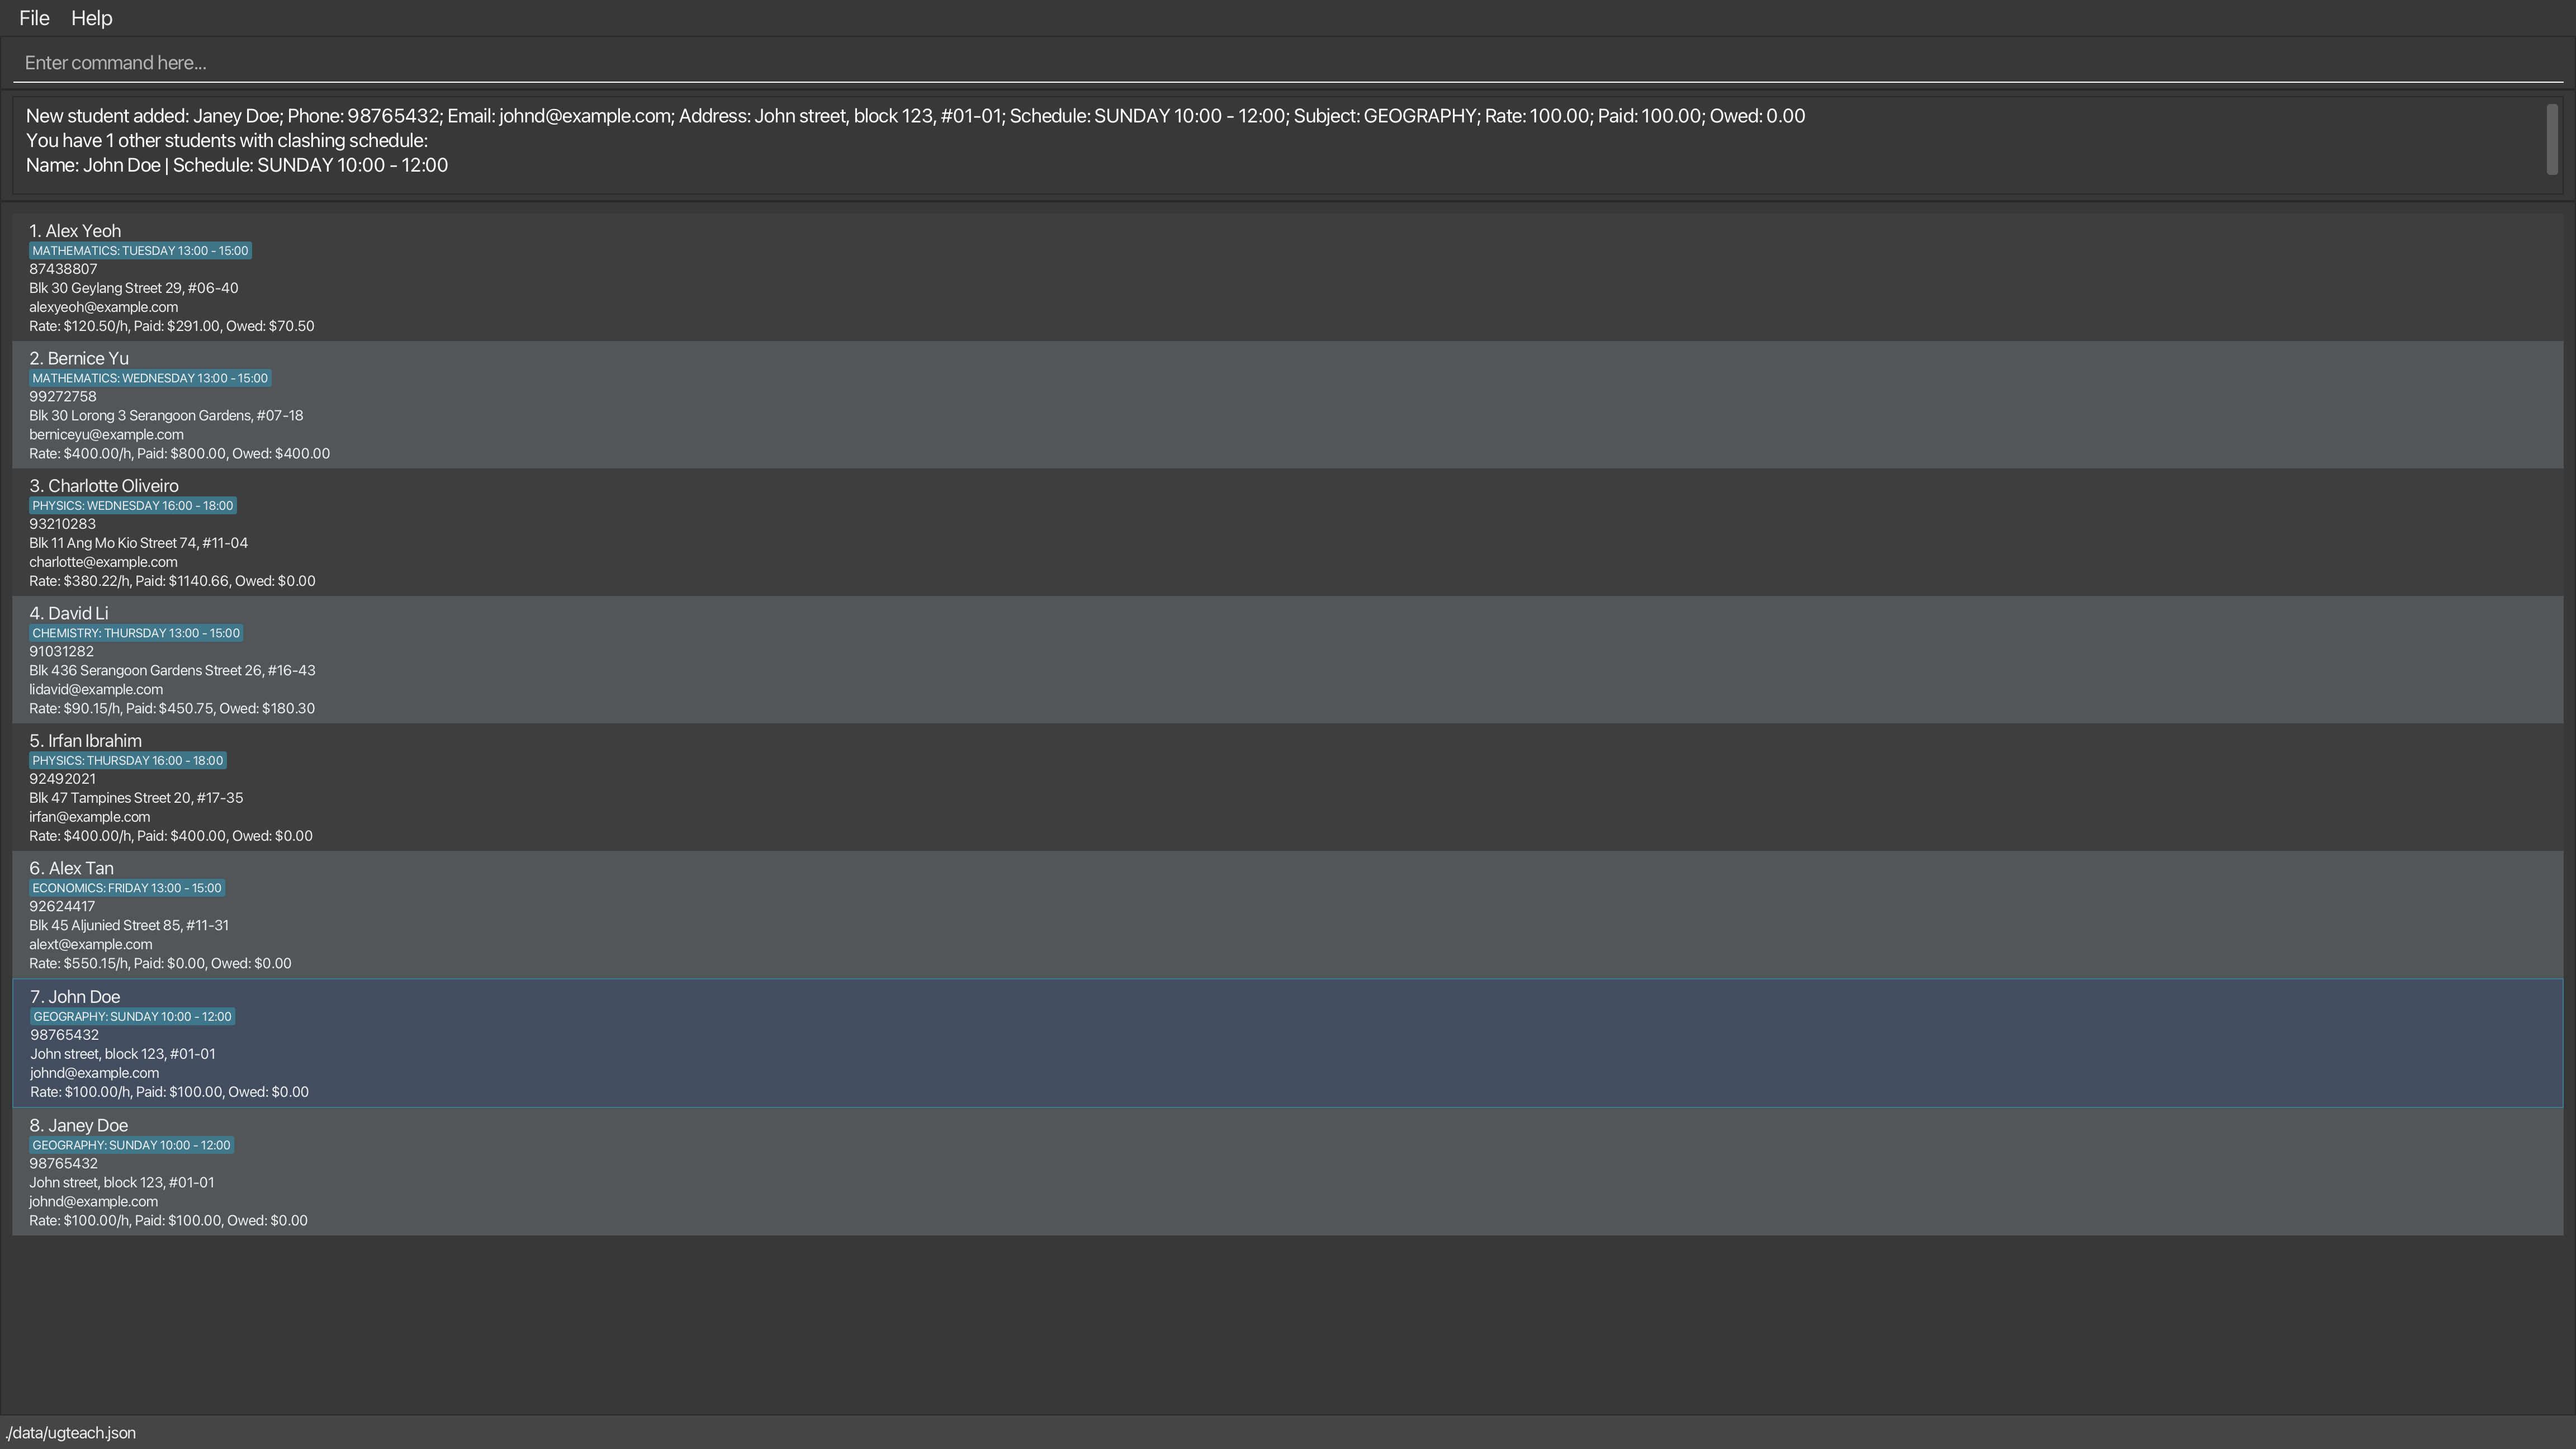 File Help
Enter command here...
New student added: Janey Doe; Phone: 98765432; Email: johnd@example.com; Address: John street, block 123, #01-01; Schedule: SUNDAY 10:00 - 12:00; Subject: GEOGRAPHY; Rate: 100.00; Paid: 100.00; Owed: 0.00
You have 1 other students with clashing schedule:
Name: John Doe | Schedule: SUNDAY 10:00 - 12:00
1. Alex Yeoh
MATHEMATICS: TUESDAY 13:00 - 15:00
87438807
Blk 30 Geylang Street 29, #06-40
alexyeoh@example.com
Rate: $120.50/h, Paid: $291.00, Owed: $70.50
2. Bernice Yu
MATHEMATICS: WEDNESDAY 13:00 - 15:00
99272758
Blk 30 Lorong 3 Serangoon Gardens, #07-18
berniceyu@example.com
Rate: $400.00/h, Paid: $800.00, Owed: $400.00
3. Charlotte Oliveiro
PHYSICS: WEDNESDAY 16:00 - 18:00
93210283
Blk 11 Ang Mo Kio Street 74, #11-04
charlotte@example.com
Rate: $380.22/h, Paid: $1140.66, Owed: $0.00
4. David Li
CHEMISTRY: THURSDAY 13:00 - 15:00
91031282
Blk 436 Serangoon Gardens Street 26, #16-43
lidavid@example.com
Rate: $90.15/h, Paid: $450.75, Owed: $180.30
5. Irfan Ibrahim
PHYSICS: THURSDAY 16:00 - 18:00
92492021
Blk 47 Tampines Street 20, #17-35
irfan@example.com
Rate: $400.00/h, Paid: $400.00, Owed: $0.00
6. Alex Tan
ECONOMICS: FRIDAY 13:00 - 15:00
92624417
Blk 45 Aljunied Street 85, #11-31
alext@example.com
Rate: $550.15/h, Paid: $0.00, Owed: $0.00
7. John Doe
GEOGRAPHY: SUNDAY 10:00 - 12:00
98765432
John street, block 123, #01-01
johnd@example.com
Rate: $100.00/h, Paid: $100.00, Owed: $0.00
8. Janey Doe
GEOGRAPHY: SUNDAY 10:00 - 12:00
98765432
John street, block 123, #01-01
johnd@example.com
Rate: $100.00/h, Paid: $100.00, Owed: $0.00
./data/ugteach.json